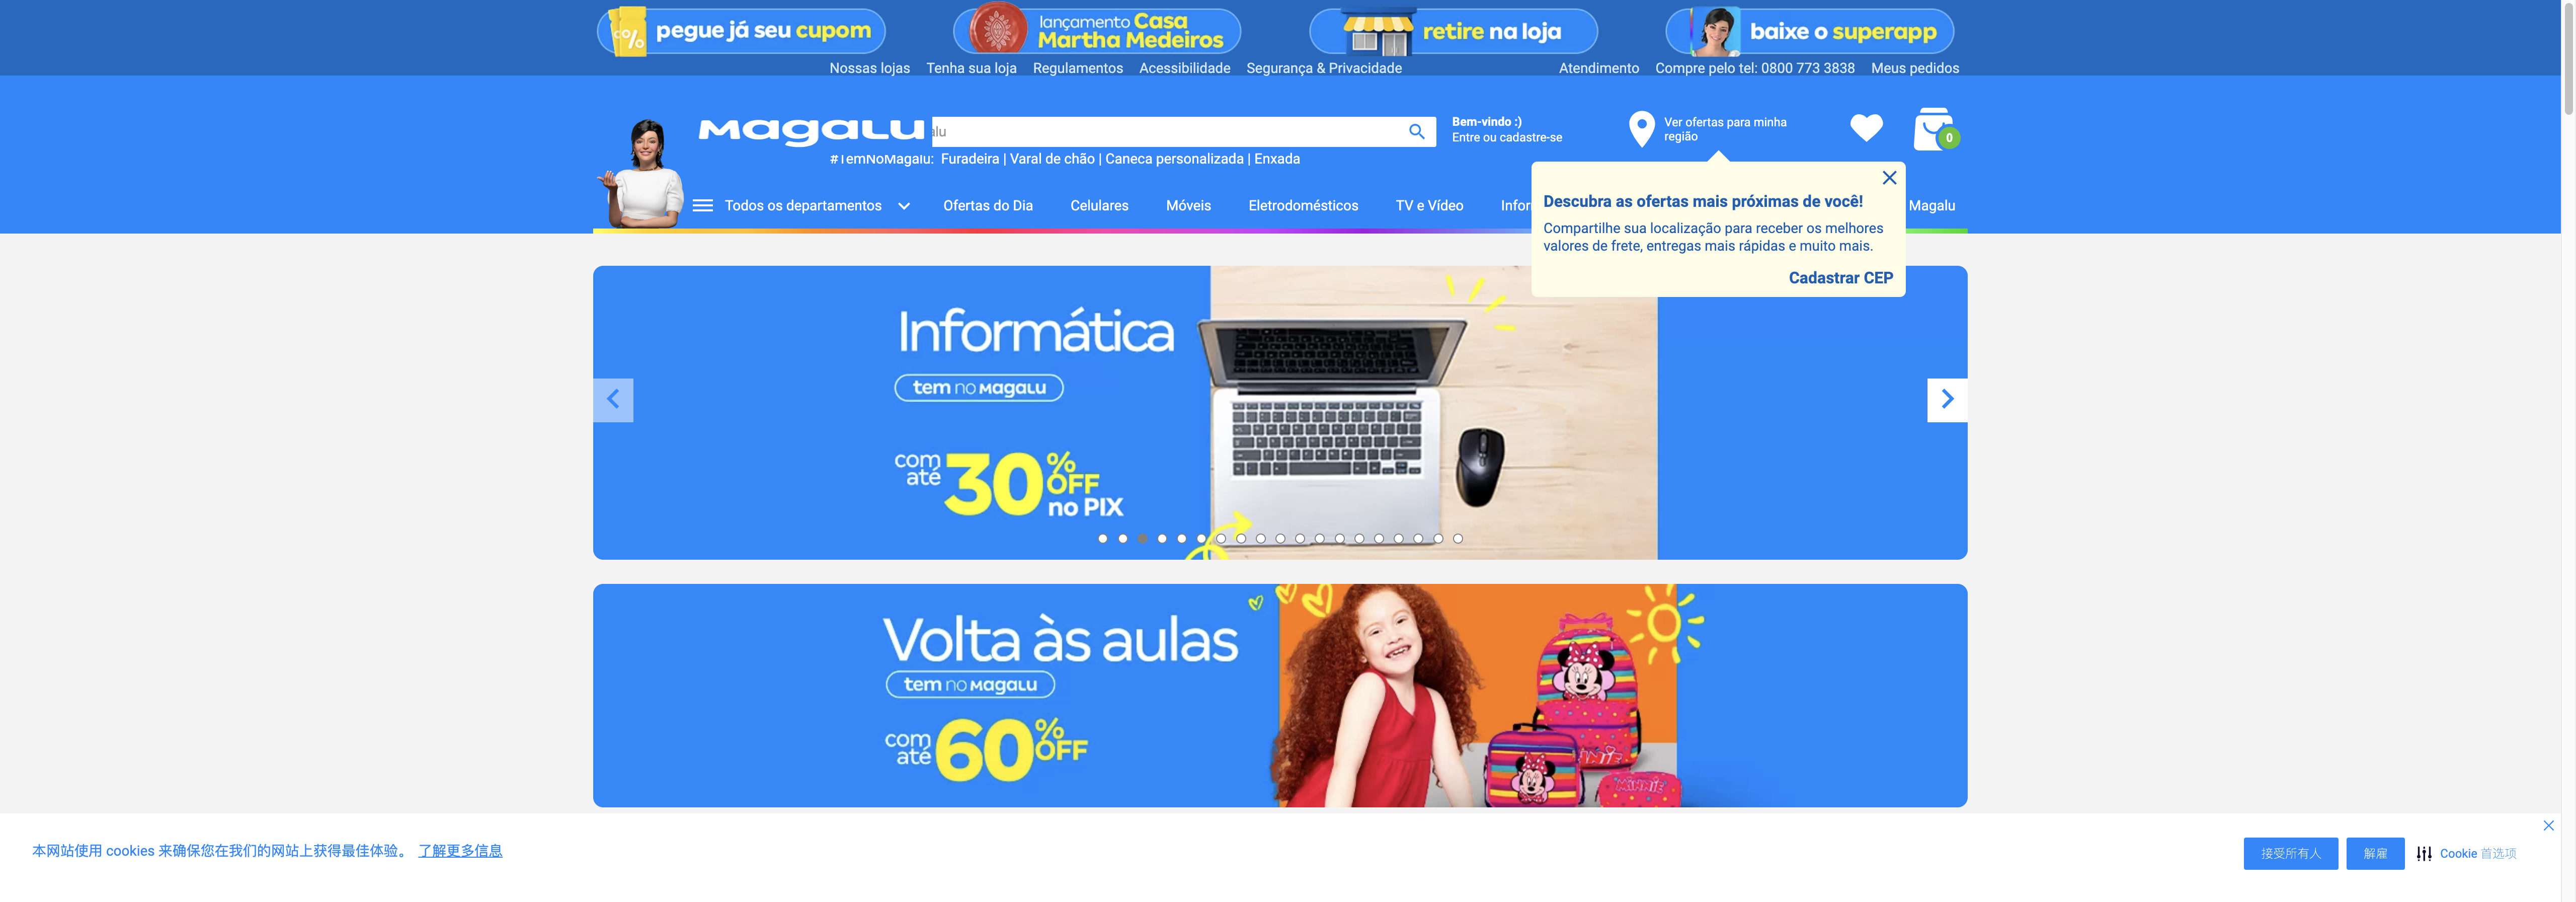 pegue já seu cupom
lançamento Casa
Martha Medeiros
retire na loja
baixe o superapp
Nossas lojas Tenha sua loja Regulamentos Acessibilidade Segurança & Privacidade Atendimento Compre pelo tel: 0800 773 3838 Meus pedidos
Magalu
alu
Bem-vindo :)
Entre ou cadastre-se
Ver ofertas para minha
região
0
#TemNoMagalu: Furadeira | Varal de chão | Caneca personalizada | Enxada
Todos os departamentos Ofertas do Dia Celulares Móveis Eletrodomésticos TV e Vídeo Infor Magalu
Descubra as ofertas mais próximas de você!
Compartilhe sua localização para receber os melhores
valores de frete, entregas mais rápidas e muito mais.
Cadastrar CEP
Informática
tem no Magalu
com até 30% OFF
no PIX
Volta às aulas
tem no Magalu
com até 60% OFF
MINNIE
本网站使用 cookies 来确保您在我们的网站上获得最佳体验。 了解更多信息
接受所有人 解雇 Cookie 首选项